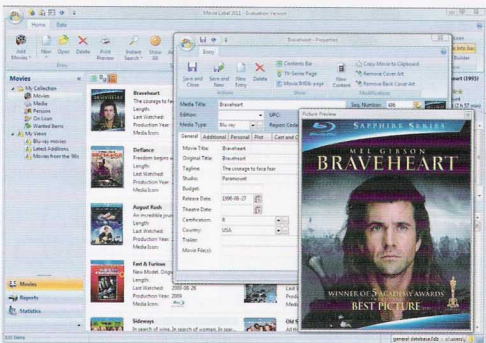 Movie Label 2011 - Evaluation Version
Home Data
Add Movies New Open Delete Print Preview Instant Search Show All
Builder
Braveheart - Properties
Entry
Save and Close Save and New New Entry Delete
Contents Bar
TV Genie Page
Movie Brible page
New Content
Copy Movie to Clipboard
Remove Cover Art
Remove Back Cover Art
Entry Actions Show Modifications
Movies
My Collection
Movies
Media
Persons
On Loan
Wanted Items
My Views
Blu-ray movies
Latest Additions
Movies from the '90s
Movies
Reports
Statistics
Braveheart
The courage to fa
Length:
Last Watched:
Production Year:
Media Icon:
Defiance
Freedom begins w
Length:
Last Watched:
Production Year:
Media Icon:
August Rush
An incredible jour
Length:
Last Watched:
Production Year:
Media Icon:
Fast & Furious
New Model. Orig
Length:
Last Watched: 2009-08-26
Production Year: 2009
Media Icon:
Sideways
In search of wine. In search of women. In sear...
Media Title: Braveheart
Seq. Number: 426
Edition: UPC:
Media Type: Blu-ray Region Code
General Additional Personal Plot Cast and C
Movie Title: Braveheart
Original Title: Braveheart
Tagline: The courage to face fear
Studio: Paramount
Budget:
Release Date: 1996-08-27
Theatre Date:
Certification: R
Country: USA
Trailer:
Movie File(s):
Picture Preview
SAPPHIRE SERIES
MEL GIBSON
BRAVEHEART
WINNER OF 5 ACADEMY AWARDS
BEST PICTURE